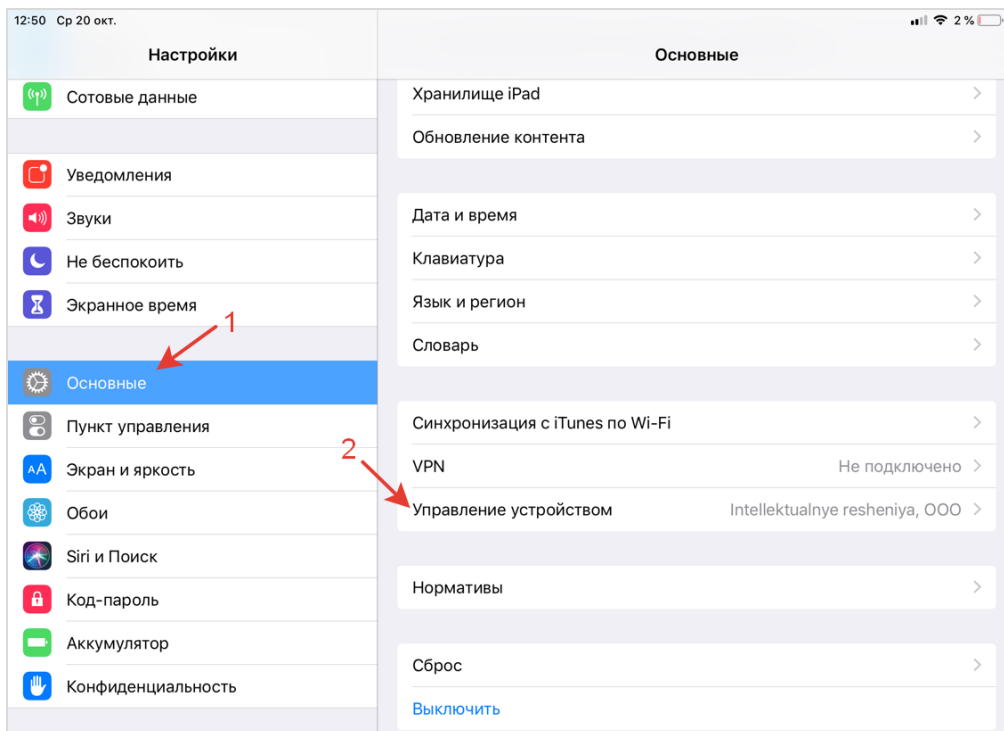 12:50 Ср 20 окт.
2 %
Настройки
Сотовые данные
Уведомления
Звуки
Не беспокоить
Экранное время
1
Основные
Пункт управления
AA Экран и яркость
Обои
Siri и Поиск
Код-пароль
Аккумулятор
Конфиденциальность
Основные
Хранилище iPad
Обновление контента
Дата и время
Клавиатура
Язык и регион
Словарь
Синхронизация с iTunes по Wi-Fi
VPN Не подключено
2
Управление устройством Intellektualnye resheniya, OOO
Нормативы
Сброс
Выключить